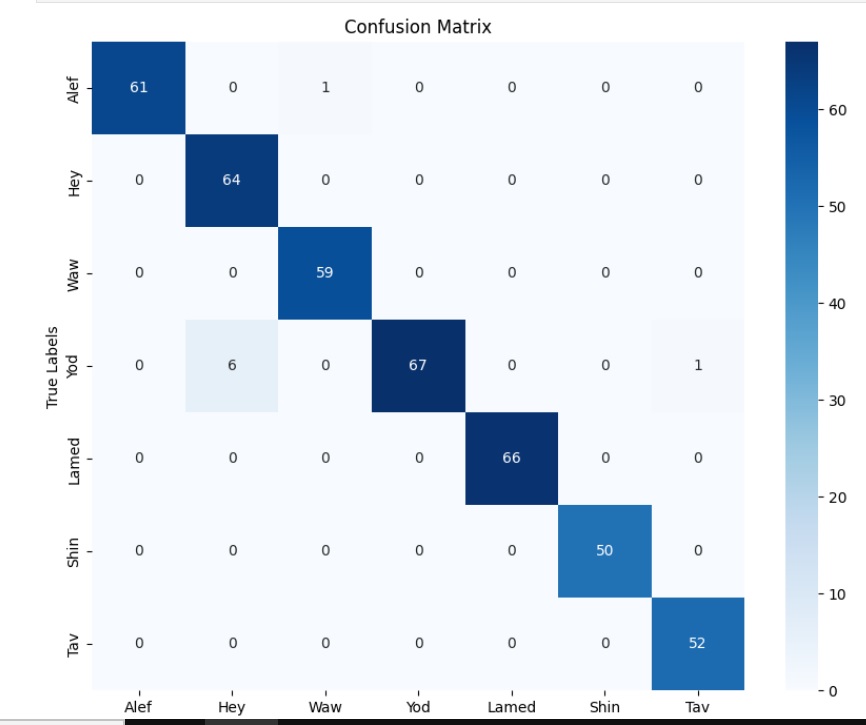 Confusion Matrix
Alef 61 0 1 0 0 0 0
Hey 0 64 0 0 0 0 0
Waw 0 0 59 0 0 0 0
True Labels
Yod 0 6 0 67 0 0 1
Lamed 0 0 0 0 66 0 0
Shin 0 0 0 0 0 50 0
Tav 0 0 0 0 0 0 52
Alef Hey Waw Yod Lamed Shin Tav
60
50
40
30
20
10
0